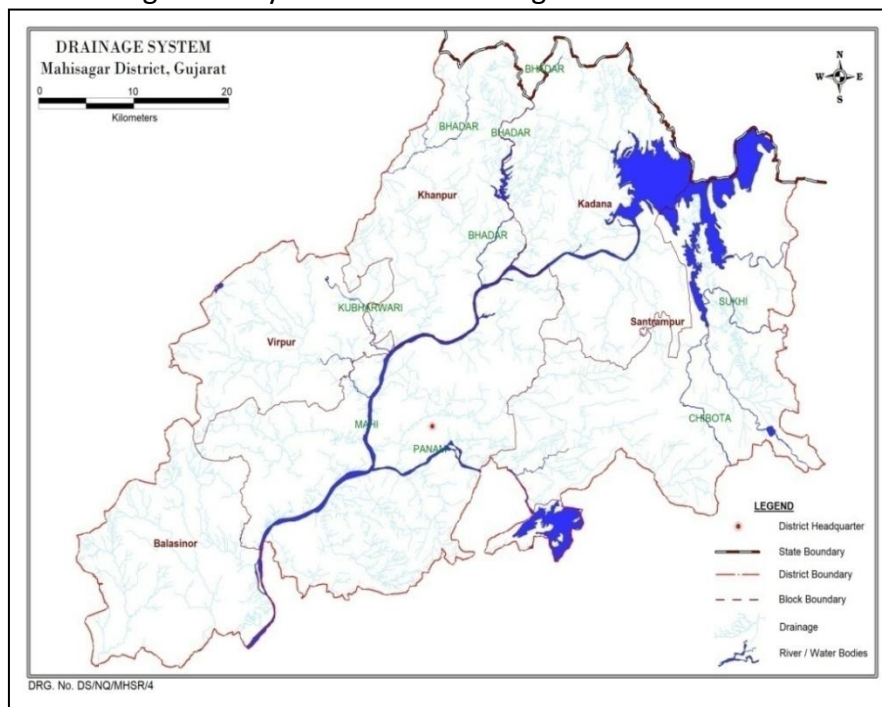 DRAINAGE SYSTEM
Mahisagar District, Gujarat
0 10 20
Kilometers
N
W E
S
BHADAR
BHADAR
BHADAR
Khanpur
Kadana
BHADAR
KUBHARWARI
SUKHI
Santrampur
Virpur
MAHI
CHIBOTA
PANAM
Balasinor
LEGEND
District Headquarter
State Boundary
District Boundary
Block Boundary
Drainage
River / Water Bodies
DRG. No. DS/NQ/MHSR/4